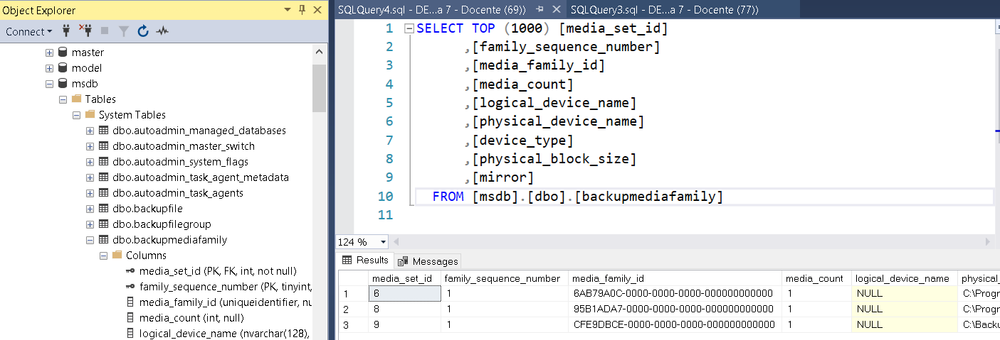 Object Explorer
Connect
master
model
msdb
Tables
System Tables
dbo.autoadmin_managed_databases
dbo.autoadmin_master_switch
dbo.autoadmin_system_flags
dbo.autoadmin_task_agent_metadata
dbo.autoadmin_task_agents
dbo.backupfile
dbo.backupfilegroup
dbo.backupmediafamily
Columns
media_set_id (PK, FK, int, not null)
family_sequence_number (PK, tinyint,
media_family_id (uniqueidentifier, nu
media_count (int, null)
logical_device_name (nvarchar(128),
SQLQuery4.sql - DE...a 7 - Docente (69)) SQLQuery3.sql - DE...a 7 - Docente (77))
1 SELECT TOP (1000) [media_set_id]
2 ,[family_sequence_number]
3 ,[media_family_id]
4 ,[media_count]
5 ,[logical_device_name]
6 ,[physical_device_name]
7 ,[device_type]
8 ,[physical_block_size]
9 ,[mirror]
10 FROM [msdb].[dbo].[backupmediafamily]
11
124 %
Results Messages
media_set_id family_sequence_number media_family_id media_count logical_device_name physical_
1 6 1 6AB79A0C-0000-0000-0000-000000000000 1 NULL C:\Progr
2 8 1 95B1ADA7-0000-0000-0000-000000000000 1 NULL C:\Progr
3 9 1 CFE9DBCE-0000-0000-0000-000000000000 1 NULL C:\Backu